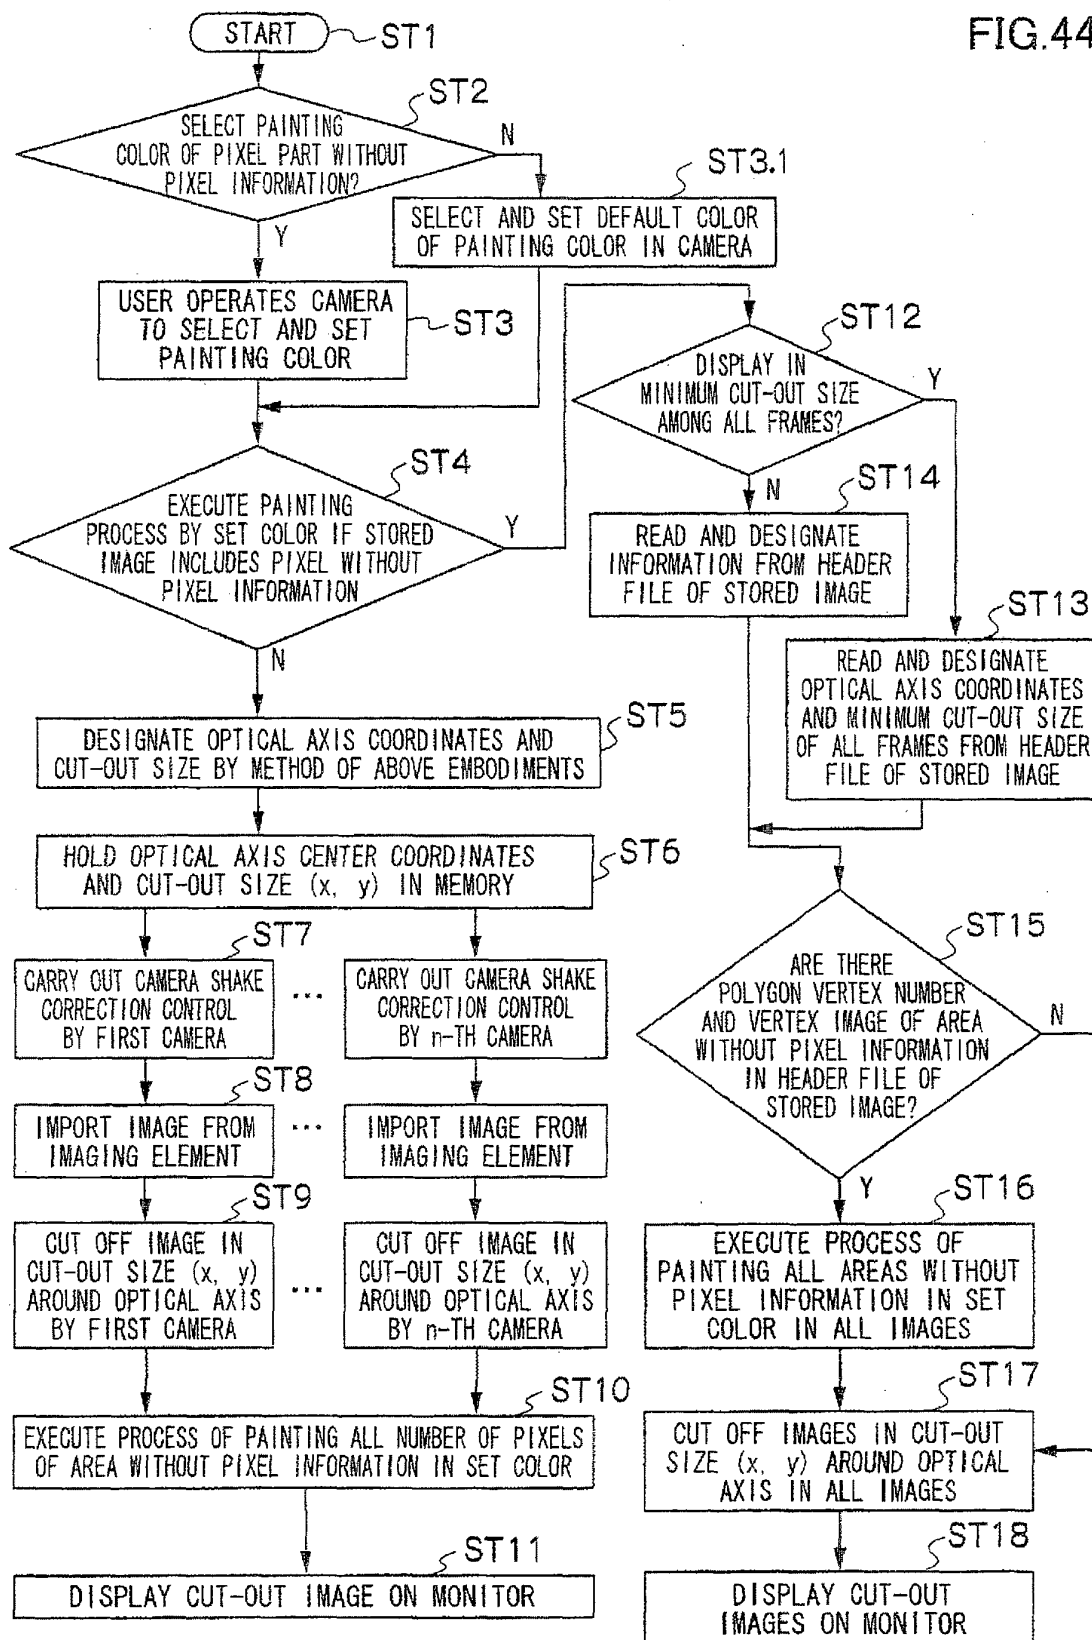 FIG.44
START
ST1
ST2
SELECT PAINTING
COLOR OF PIXEL PART WITHOUT
PIXEL INFORMATION?
N
Y
ST3.1
SELECT AND SET DEFAULT COLOR
OF PAINTING COLOR IN CAMERA
USER OPERATES CAMERA
TO SELECT AND SET
PAINTING COLOR
ST3
ST4
EXECUTE PAINTING
PROCESS BY SET COLOR IF STORED
IMAGE INCLUDES PIXEL WITHOUT
PIXEL INFORMATION
Y
N
ST5
DESIGNATE OPTICAL AXIS COORDINATES AND
CUT-OUT SIZE BY METHOD OF ABOVE EMBODIMENTS
ST6
HOLD OPTICAL AXIS CENTER COORDINATES
AND CUT-OUT SIZE (x, y) IN MEMORY
ST7
CARRY OUT CAMERA SHAKE
CORRECTION CONTROL
BY FIRST CAMERA
...
CARRY OUT CAMERA SHAKE
CORRECTION CONTROL
BY n-TH CAMERA
ST8
IMPORT IMAGE FROM
IMAGING ELEMENT
...
IMPORT IMAGE FROM
IMAGING ELEMENT
ST9
CUT OFF IMAGE IN
CUT-OUT SIZE (x, y)
AROUND OPTICAL AXIS
BY FIRST CAMERA
...
CUT OFF IMAGE IN
CUT-OUT SIZE (x, y)
AROUND OPTICAL AXIS
BY n-TH CAMERA
ST10
EXECUTE PROCESS OF PAINTING ALL NUMBER OF PIXELS
OF AREA WITHOUT PIXEL INFORMATION IN SET COLOR
ST11
DISPLAY CUT-OUT IMAGE ON MONITOR
ST12
DISPLAY IN
MINIMUM CUT-OUT SIZE
AMONG ALL FRAMES?
Y
N
ST14
READ AND DESIGNATE
INFORMATION FROM HEADER
FILE OF STORED IMAGE
ST13
READ AND DESIGNATE
OPTICAL AXIS COORDINATES
AND MINIMUM CUT-OUT SIZE
OF ALL FRAMES FROM HEADER
FILE OF STORED IMAGE
ST15
ARE THERE
POLYGON VERTEX NUMBER
AND VERTEX IMAGE OF AREA
WITHOUT PIXEL INFORMATION
IN HEADER FILE OF
STORED IMAGE?
N
Y
ST16
EXECUTE PROCESS OF
PAINTING ALL AREAS WITHOUT
PIXEL INFORMATION IN SET
COLOR IN ALL IMAGES
ST17
CUT OFF IMAGES IN CUT-OUT
SIZE (x, y) AROUND OPTICAL
AXIS IN ALL IMAGES
ST18
DISPLAY CUT-OUT
IMAGES ON MONITOR